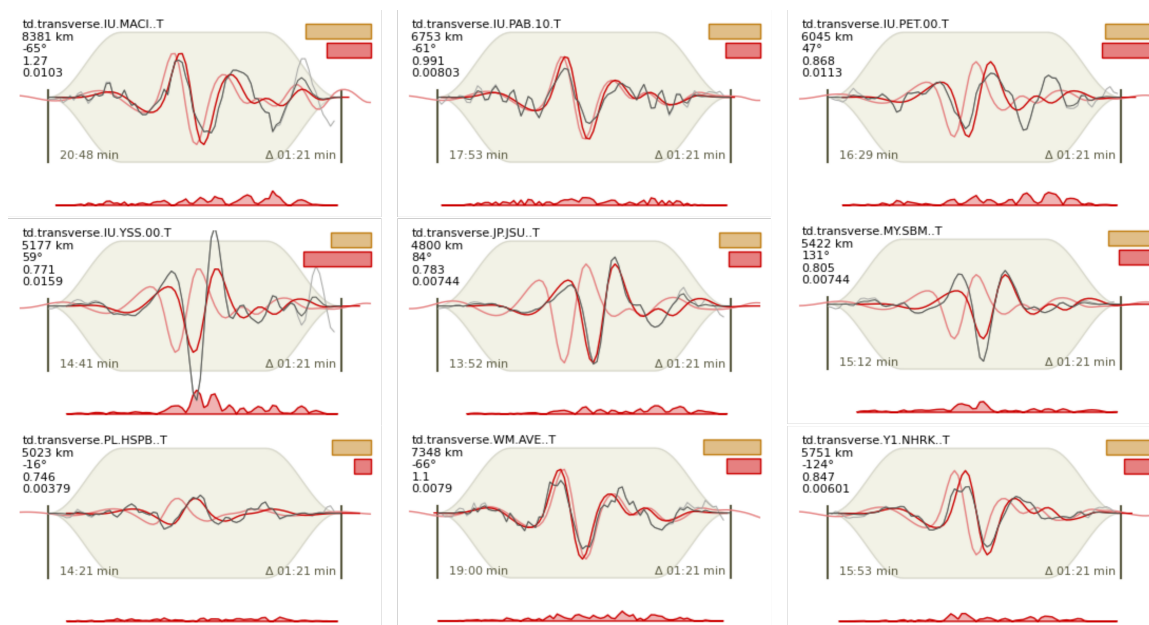 td.transverse.IU.MACI..T
8381 km
-65°
1.27
0.0103
20:48 min
Δ 01:21 min
td.transverse.IU.PAB.10.T
6753 km
-61°
0.991
0.00803
17:53 min
Δ 01:21 min
td.transverse.IU.PET.00.T
6045 km
47°
0.868
0.0113
16:29 min
Δ 01:21 min
td.transverse.IU.YSS.00.T
5177 km
59°
0.771
0.0159
14:41 min
Δ 01:21 min
td.transverse.JP.JSU..T
4800 km
84°
0.783
0.00744
13:52 min
Δ 01:21 min
td.transverse.MY.SBM..T
5422 km
131°
0.805
0.00744
15:12 min
Δ 01:21 min
td.transverse.PL.HSPB..T
5023 km
-16°
0.746
0.00379
14:21 min
Δ 01:21 min
td.transverse.WM.AVE..T
7348 km
-66°
1.1
0.0079
19:00 min
Δ 01:21 min
td.transverse.Y1.NHRK..T
5751 km
-124°
0.847
0.00601
15:53 min
Δ 01:21 min